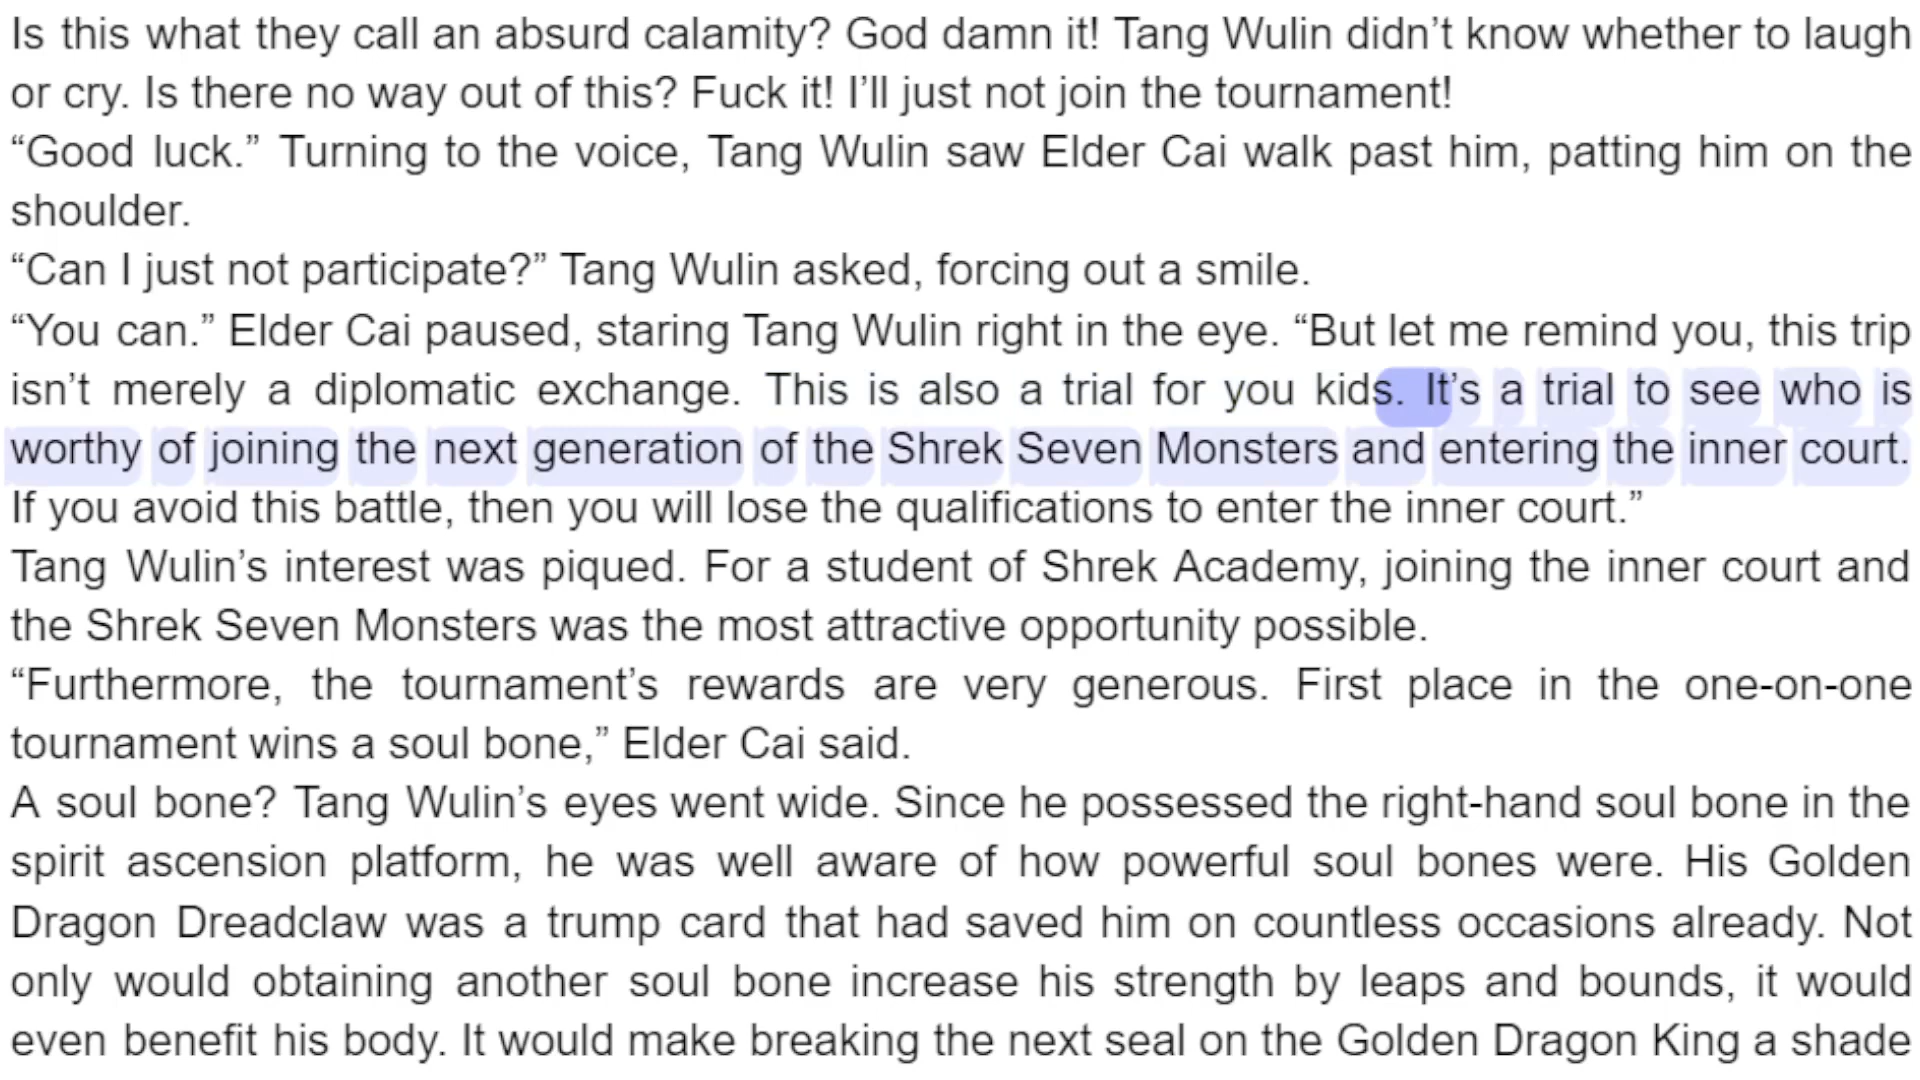 Is this what they call an absurd calamity? God damn it! Tang Wulin didn’t know whether to laugh
or cry. Is there no way out of this? Fuck it! I’ll just not join the tournament!
“Good luck.” Turning to the voice, Tang Wulin saw Elder Cai walk past him, patting him on the
shoulder.
“Can I just not participate?” Tang Wulin asked, forcing out a smile.
“You can.” Elder Cai paused, staring Tang Wulin right in the eye. “But let me remind you, this trip
isn’t merely a diplomatic exchange. This is also a trial for you kids. It’s a trial to see who is
worthy of joining the next generation of the Shrek Seven Monsters and entering the inner court.
If you avoid this battle, then you will lose the qualifications to enter the inner court.”
Tang Wulin’s interest was piqued. For a student of Shrek Academy, joining the inner court and
the Shrek Seven Monsters was the most attractive opportunity possible.
“Furthermore, the tournament’s rewards are very generous. First place in the one-on-one
tournament wins a soul bone,” Elder Cai said.
A soul bone? Tang Wulin’s eyes went wide. Since he possessed the right-hand soul bone in the
spirit ascension platform, he was well aware of how powerful soul bones were. His Golden
Dragon Dreadclaw was a trump card that had saved him on countless occasions already. Not
only would obtaining another soul bone increase his strength by leaps and bounds, it would
even benefit his body. It would make breaking the next seal on the Golden Dragon King a shade